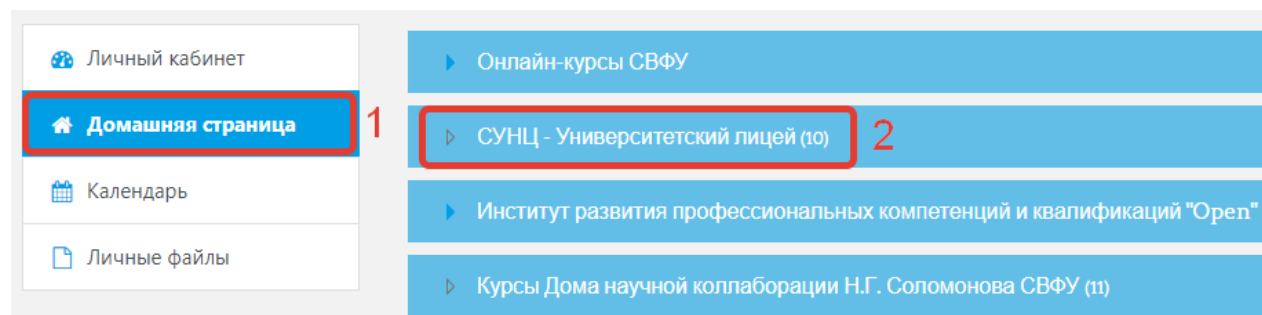 Личный кабинет
Домашняя страница
1
Календарь
Личные файлы
Онлайн-курсы СВФУ
СУНЦ - Университетский лицей (10)
2
Институт развития профессиональных компетенций и квалификаций "Open"
Курсы Дома научной коллаборации Н.Г. Соломонова СВФУ (11)